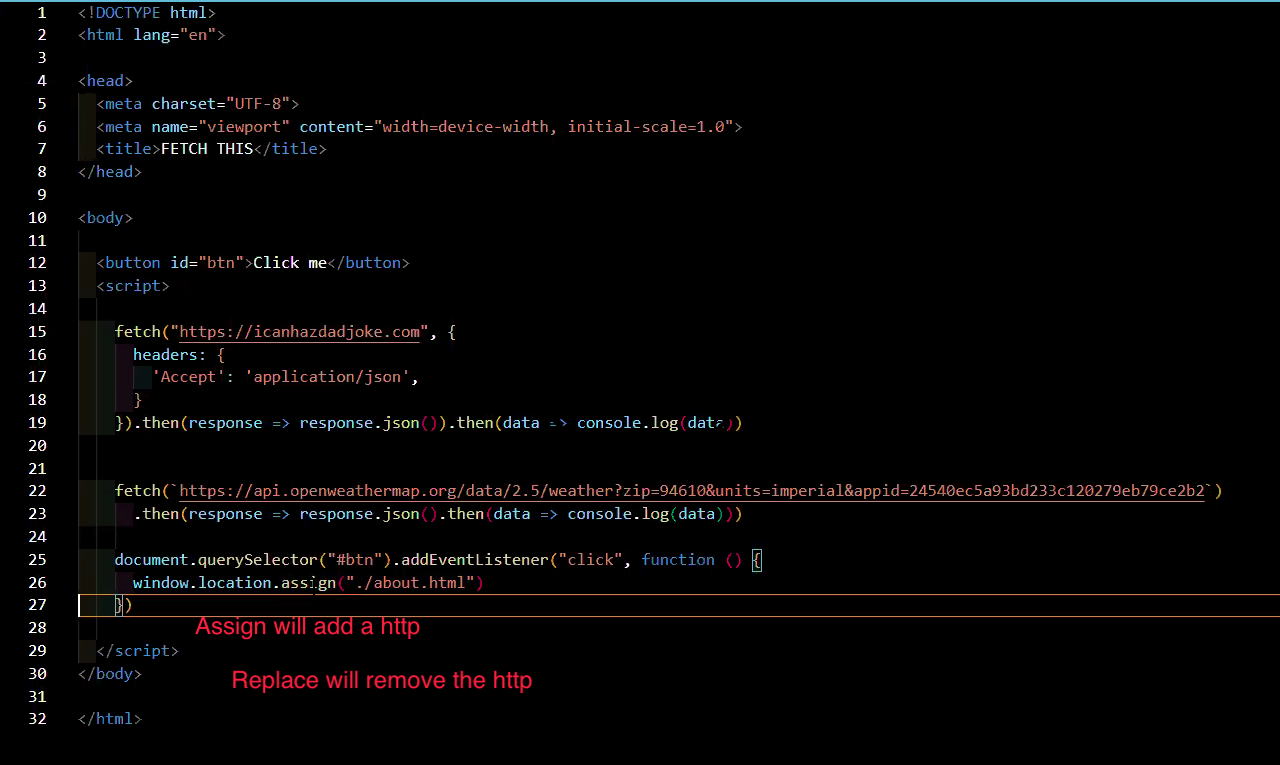 1 <!DOCTYPE html>
2 <html lang="en">
3
4 <head>
5 <meta charset="UTF-8">
6 <meta name="viewport" content="width=device-width, initial-scale=1.0">
7 <title>FETCH THIS</title>
8 </head>
9
10 <body>
11
12 <button id="btn">Click me</button>
13 <script>
14
15 fetch("https://icanhazdadjoke.com", {
16 headers: {
17 'Accept': 'application/json',
18 }
19 }).then(response => response.json()).then(data => console.log(data))
20
21
22 fetch(`https://api.openweathermap.org/data/2.5/weather?zip=94610&units=imperial&appid=24540ec5a93bd233c120279eb79ce2b2`)
23 .then(response => response.json().then(data => console.log(data)))
24
25 document.querySelector("#btn").addEventListener("click", function () {
26 window.location.assign("./about.html")
27 })
Assign will add a http
28
29 </script>
30 </body>
Replace will remove the http
31
32 </html>